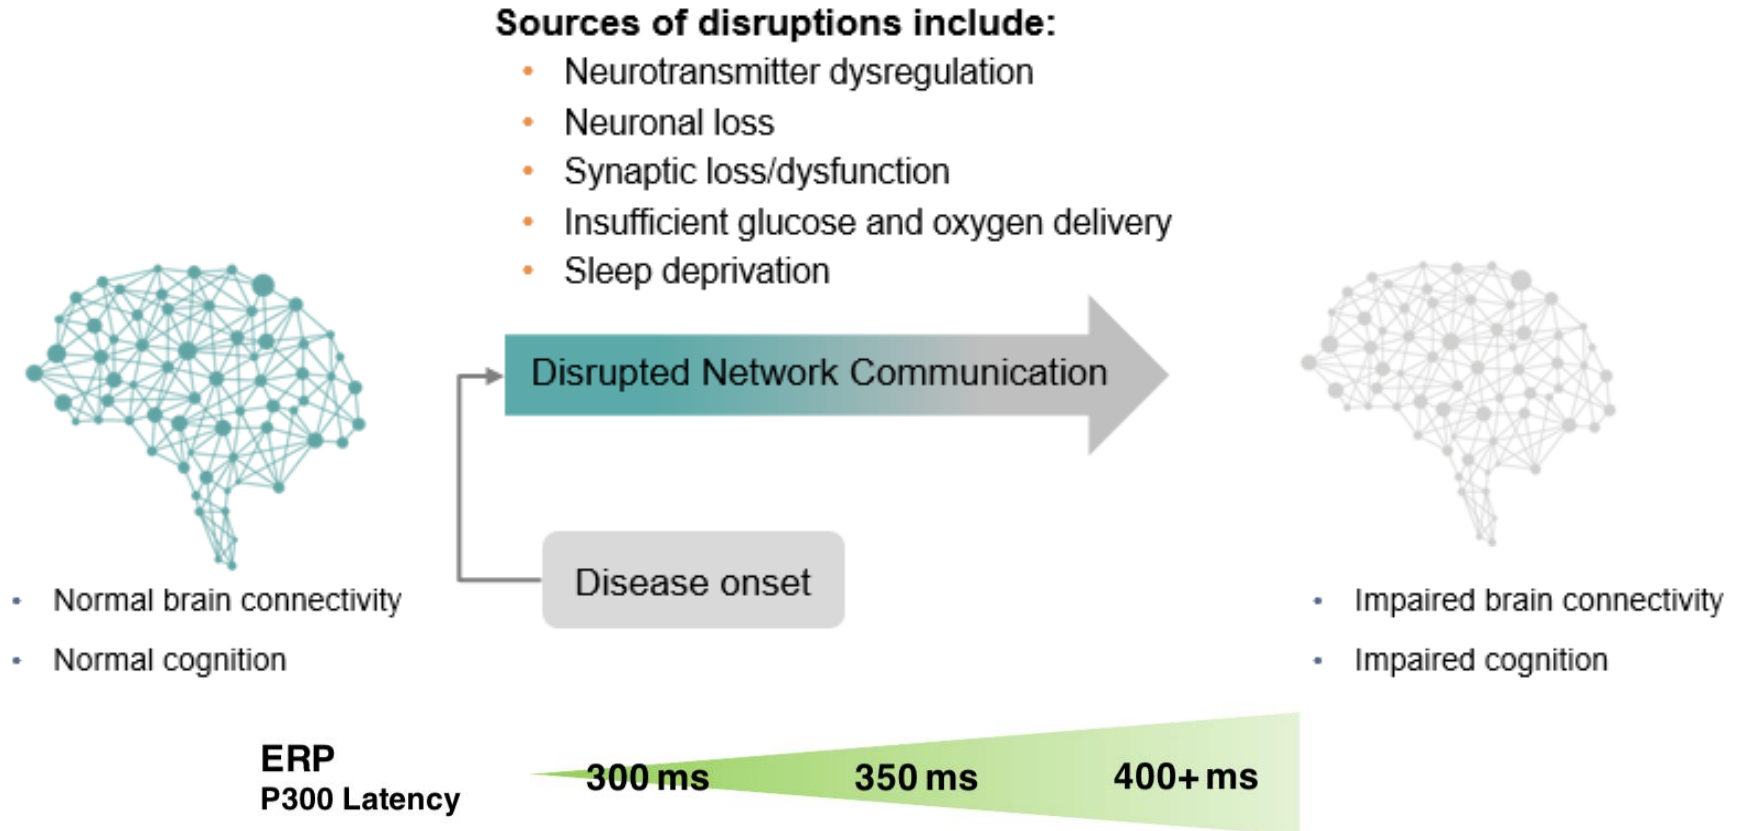 Sources of disruptions include:
• Neurotransmitter dysregulation
• Neuronal loss
• Synaptic loss/dysfunction
• Insufficient glucose and oxygen delivery
• Sleep deprivation
Disrupted Network Communication
Disease onset
• Normal brain connectivity
• Normal cognition
• Impaired brain connectivity
• Impaired cognition
ERP
P300 Latency
300 ms
350 ms
400+ ms